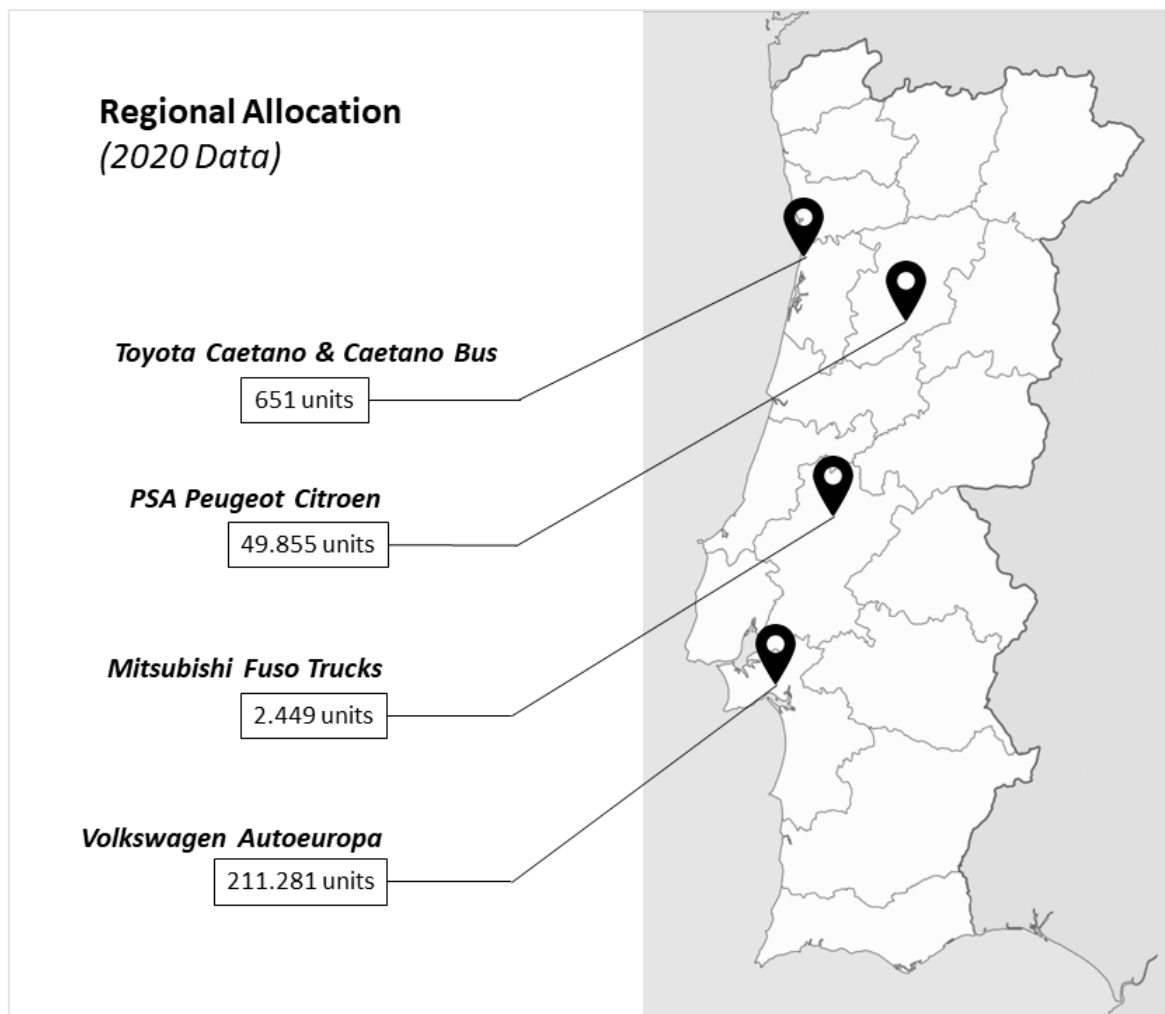 Regional Allocation
(2020 Data)
Toyota Caetano & Caetano Bus
651 units
PSA Peugeot Citroen
49.855 units
Mitsubishi Fuso Trucks
2.449 units
Volkswagen Autoeuropa
211.281 units